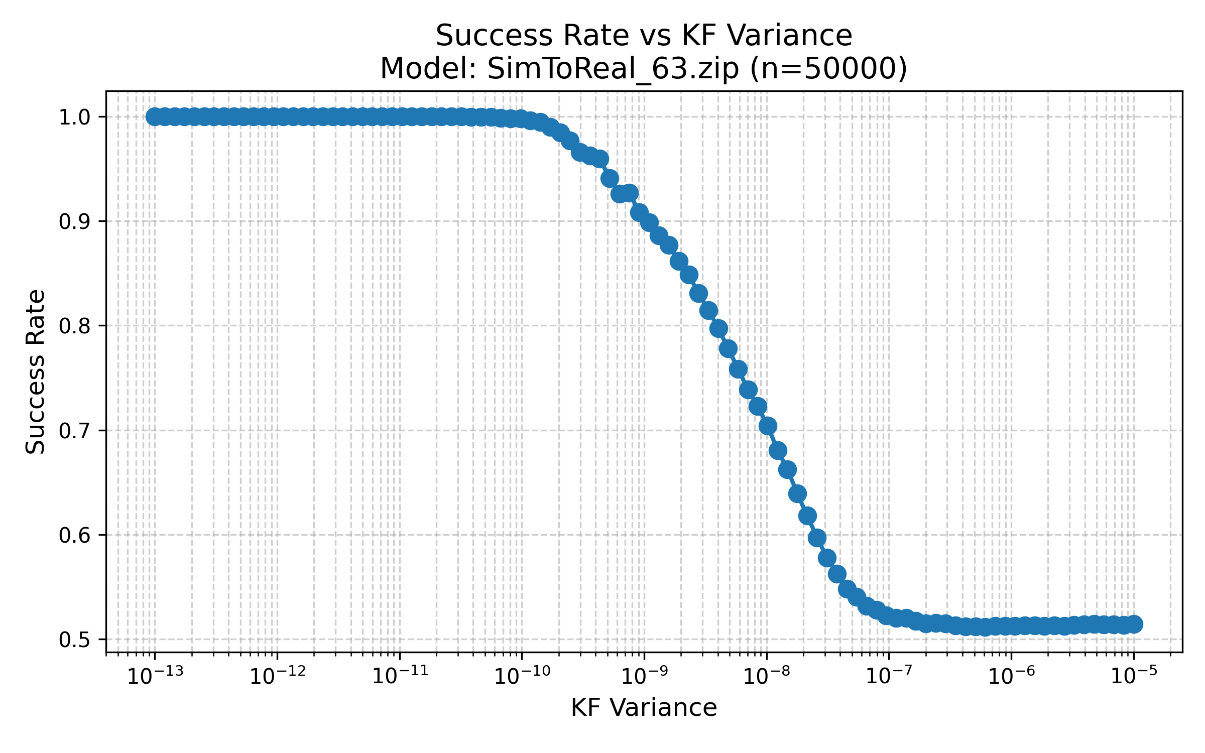 Success Rate vs KF Variance
Model: SimToReal_63.zip (n=50000)
Success Rate
1.0
0.9
0.8
0.7
0.6
0.5
10⁻¹³ 10⁻¹² 10⁻¹¹ 10⁻¹⁰ 10⁻⁹ 10⁻⁸ 10⁻⁷ 10⁻⁶ 10⁻⁵
KF Variance